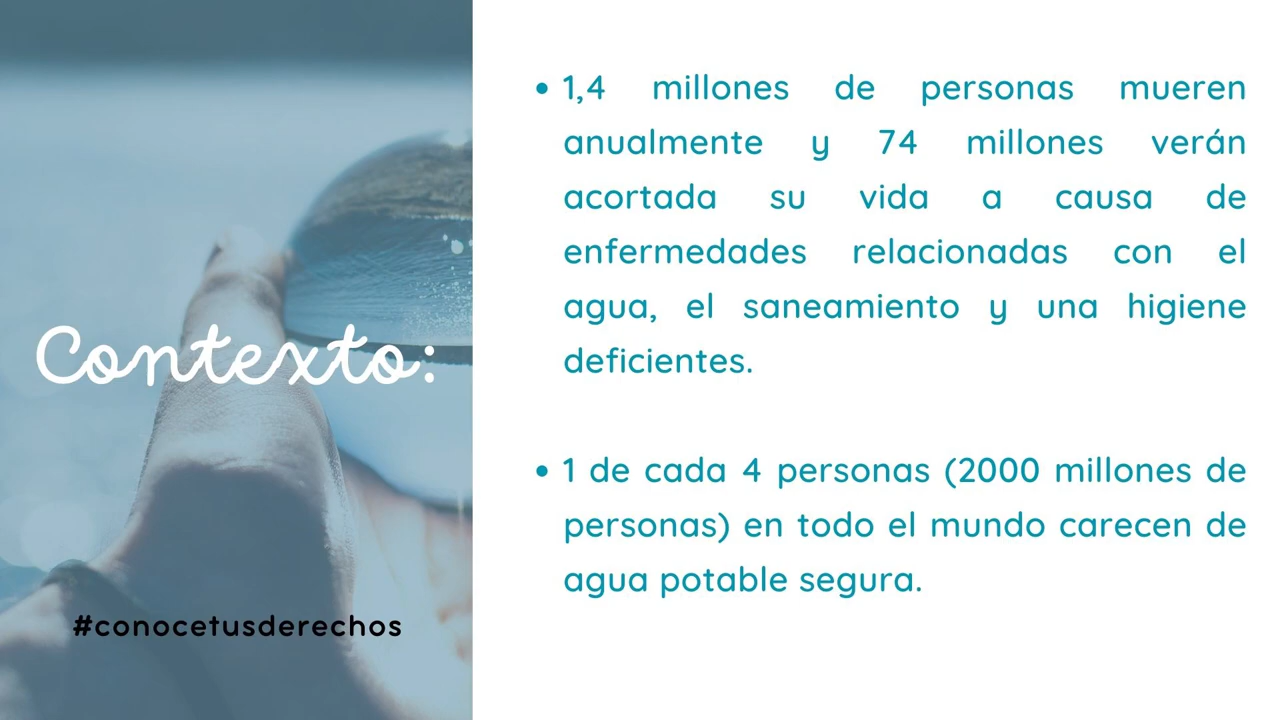 Contexto:
#conocetusderechos
• 1,4 millones de personas mueren
anualmente y 74 millones verán
acortada su vida a causa de
enfermedades relacionadas con el
agua, el saneamiento y una higiene
deficientes.
• 1 de cada 4 personas (2000 millones de
personas) en todo el mundo carecen de
agua potable segura.